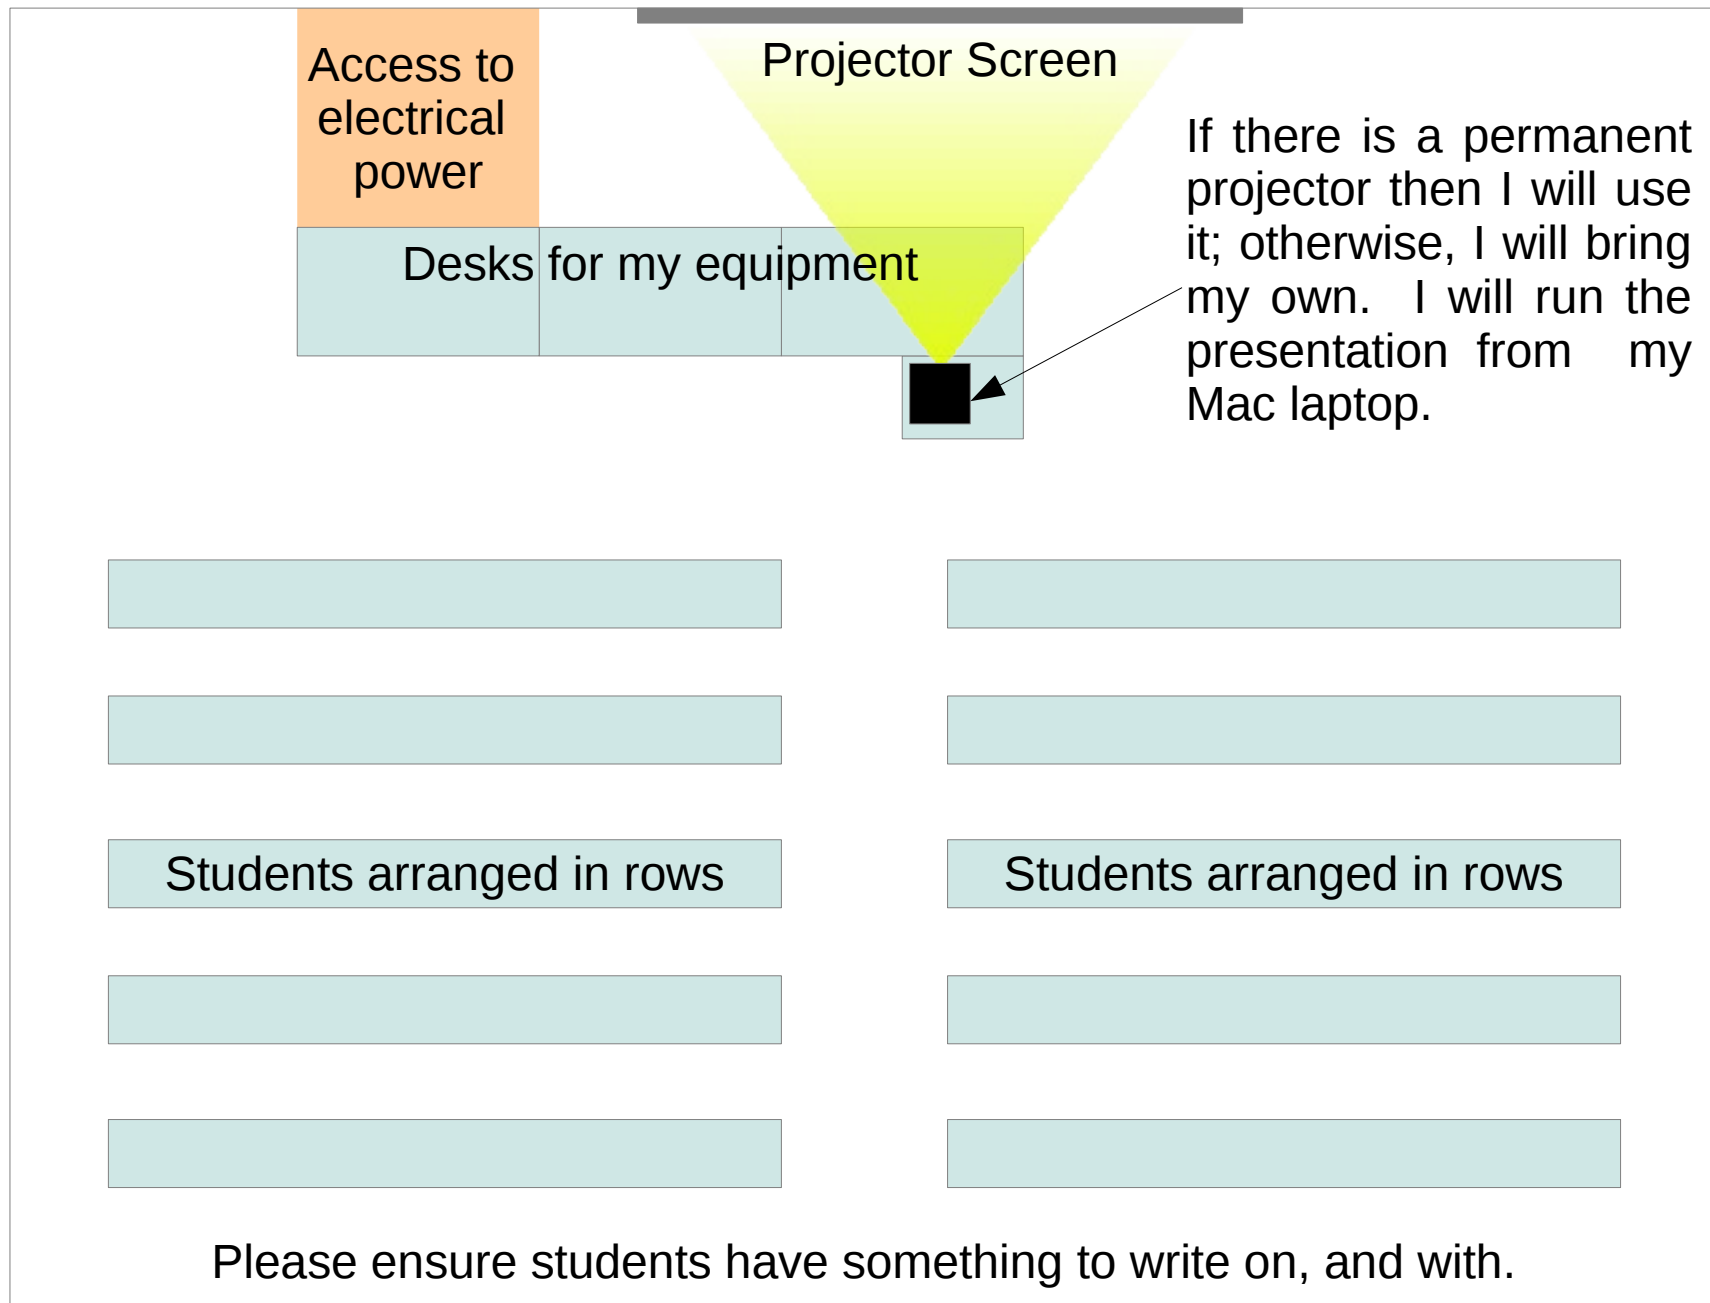 Access to
electrical
power
Projector Screen
If there is a permanent
projector then I will use
it; otherwise, I will bring
my own. I will run the
presentation from my
Mac laptop.
Desks for my equipment
Students arranged in rows
Students arranged in rows
Please ensure students have something to write on, and with.